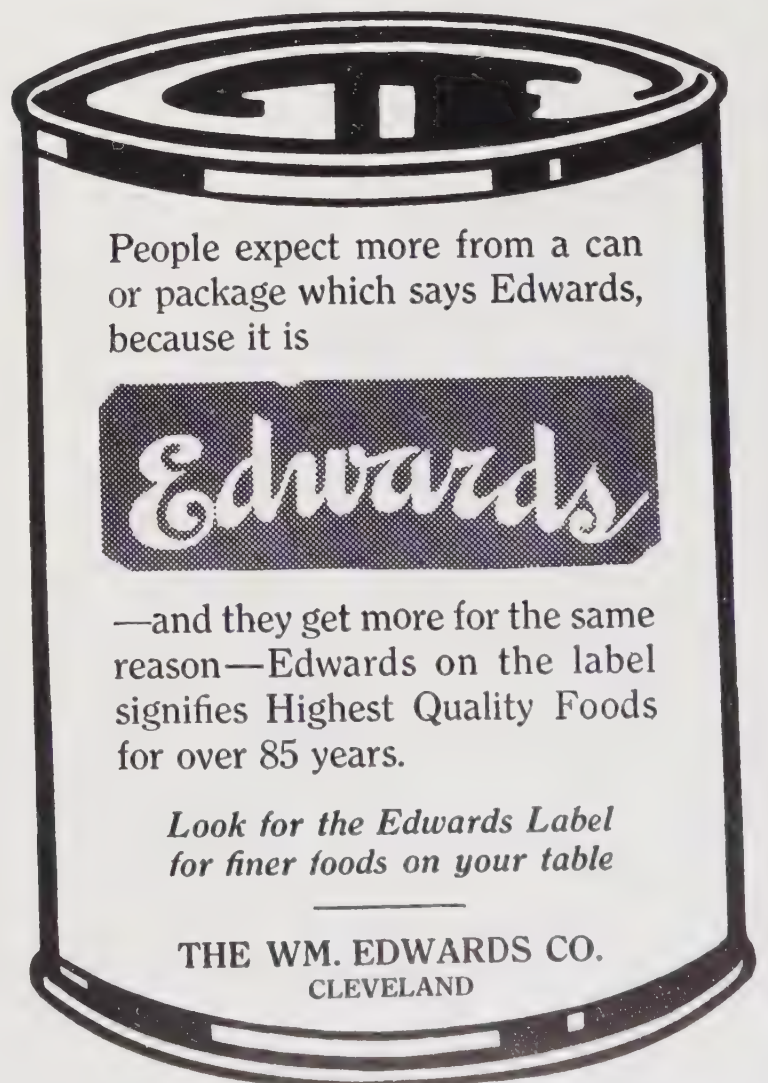 People expect more from a can
or package which says Edwards,
because it is
Edwards
—and they get more for the same
reason—Edwards on the label
signifies Highest Quality Foods
for over 85 years.
Look for the Edwards Label
for finer foods on your table
THE WM. EDWARDS CO.
CLEVELAND